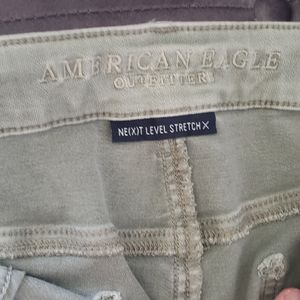 AMERICAN EAGLE
OUTFITTERS
NE(X)T LEVEL STRETCH X